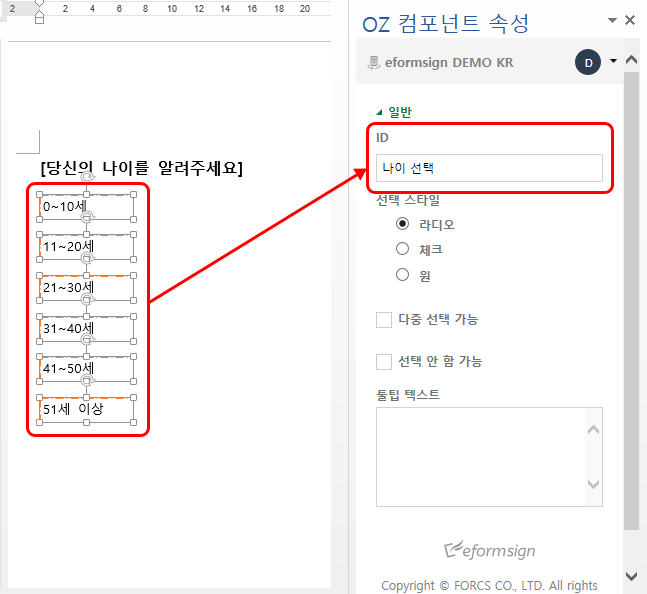 2 2 4 6 8 10 12 14 16 18 20
[당신의 나이를 알려주세요]
0~10세
11~20세
21~30세
31~40세
41~50세
51세 이상
OZ 컴포넌트 속성
eformsign DEMO KR
D
일반
ID
나이 선택
선택 스타일
라디오
체크
원
다중 선택 가능
선택 안 함 가능
툴팁 텍스트
eformsign
Copyright © FORCS CO., LTD. All rights